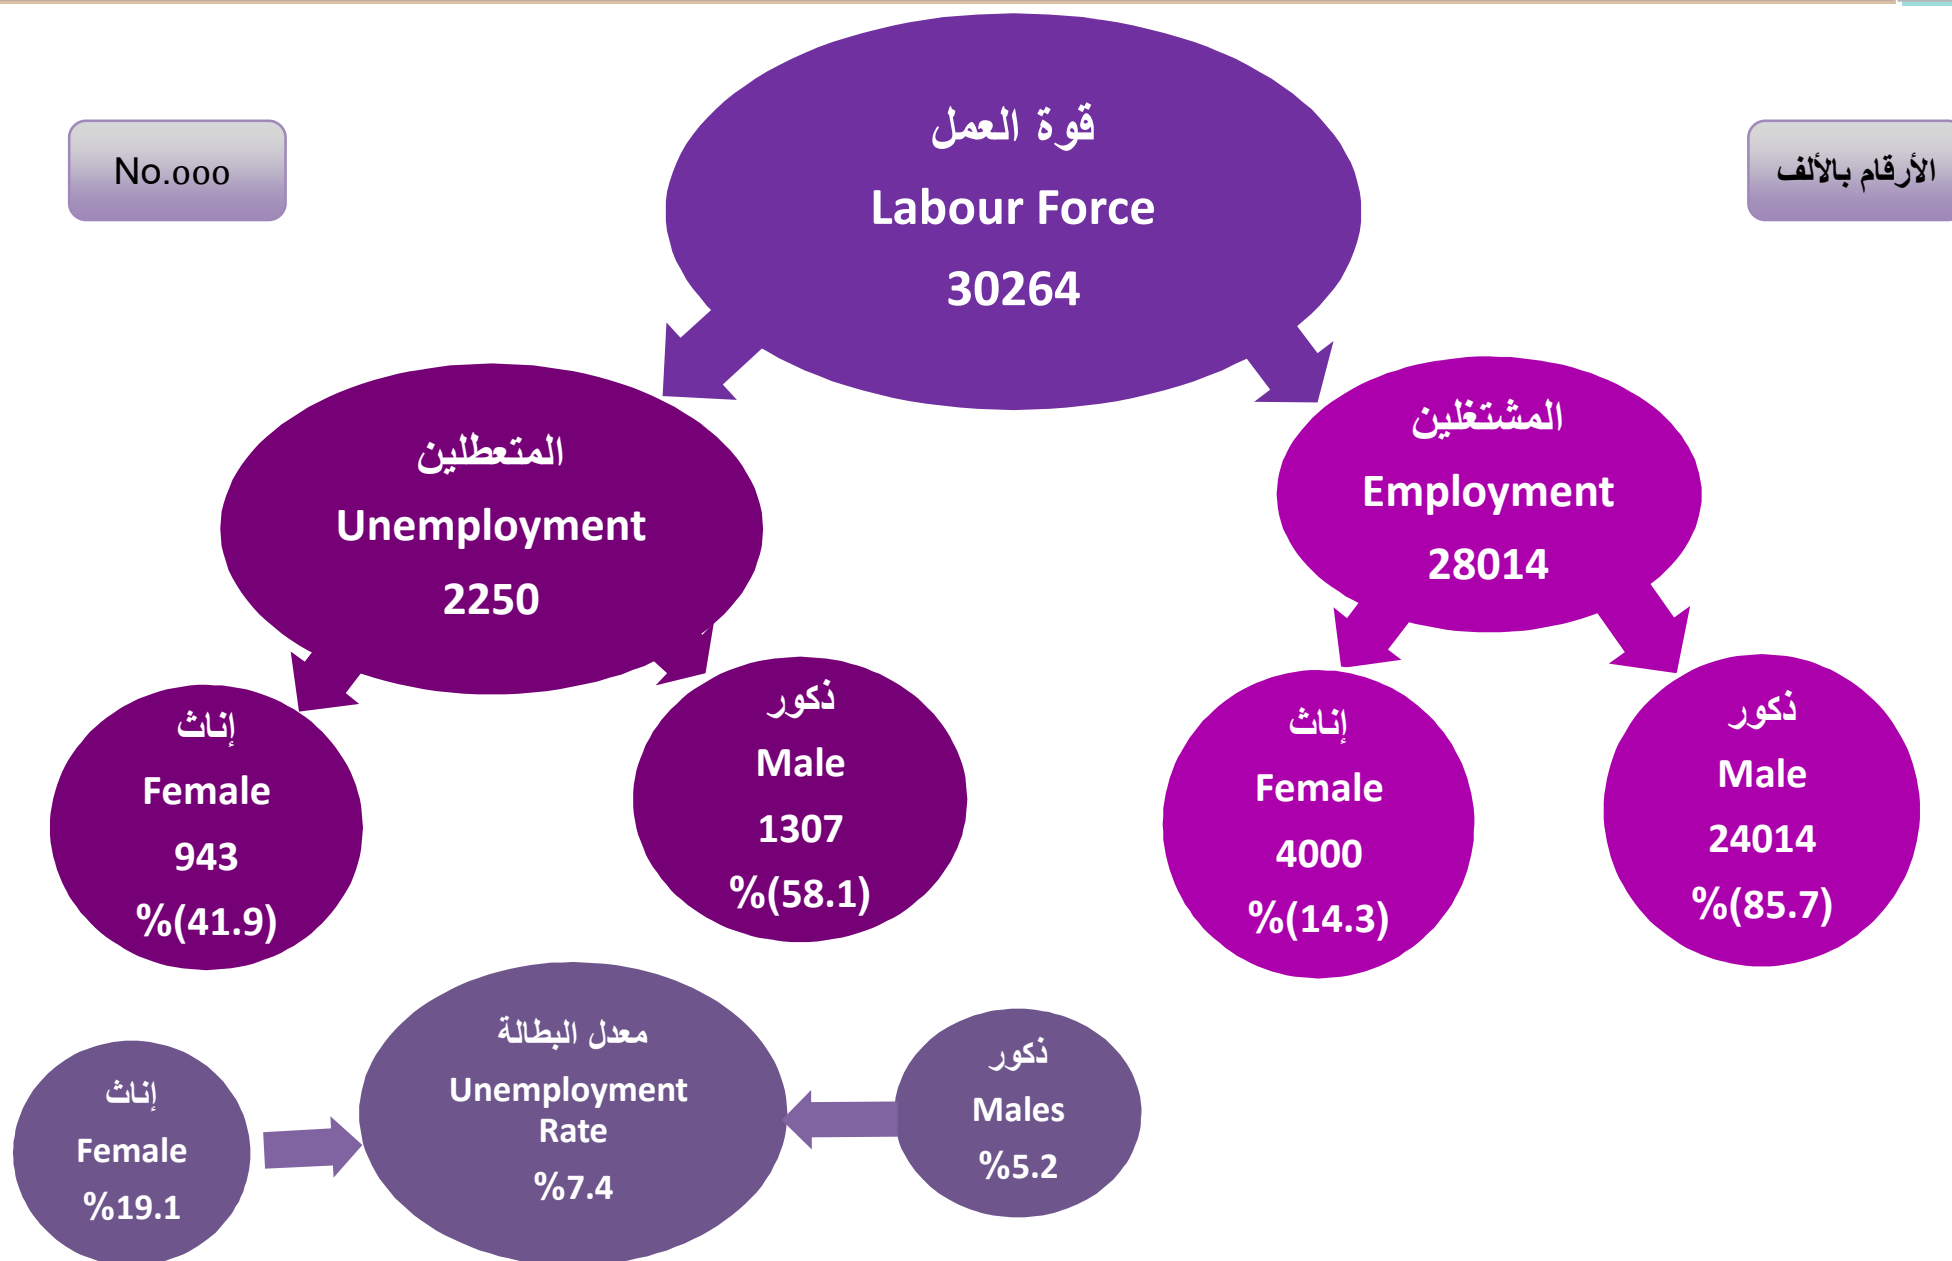 No.000
الأرقام بالألف
قوة العمل
Labour Force
30264
المتعطلين
Unemployment
2250
المشتغلين
Employment
28014
إناث
Female
943
%(41.9)
ذكور
Male
1307
%(58.1)
إناث
Female
4000
%(14.3)
ذكور
Male
24014
%(85.7)
إناث
Female
%19.1
معدل البطالة
Unemployment
Rate
%7.4
ذكور
Males
%5.2